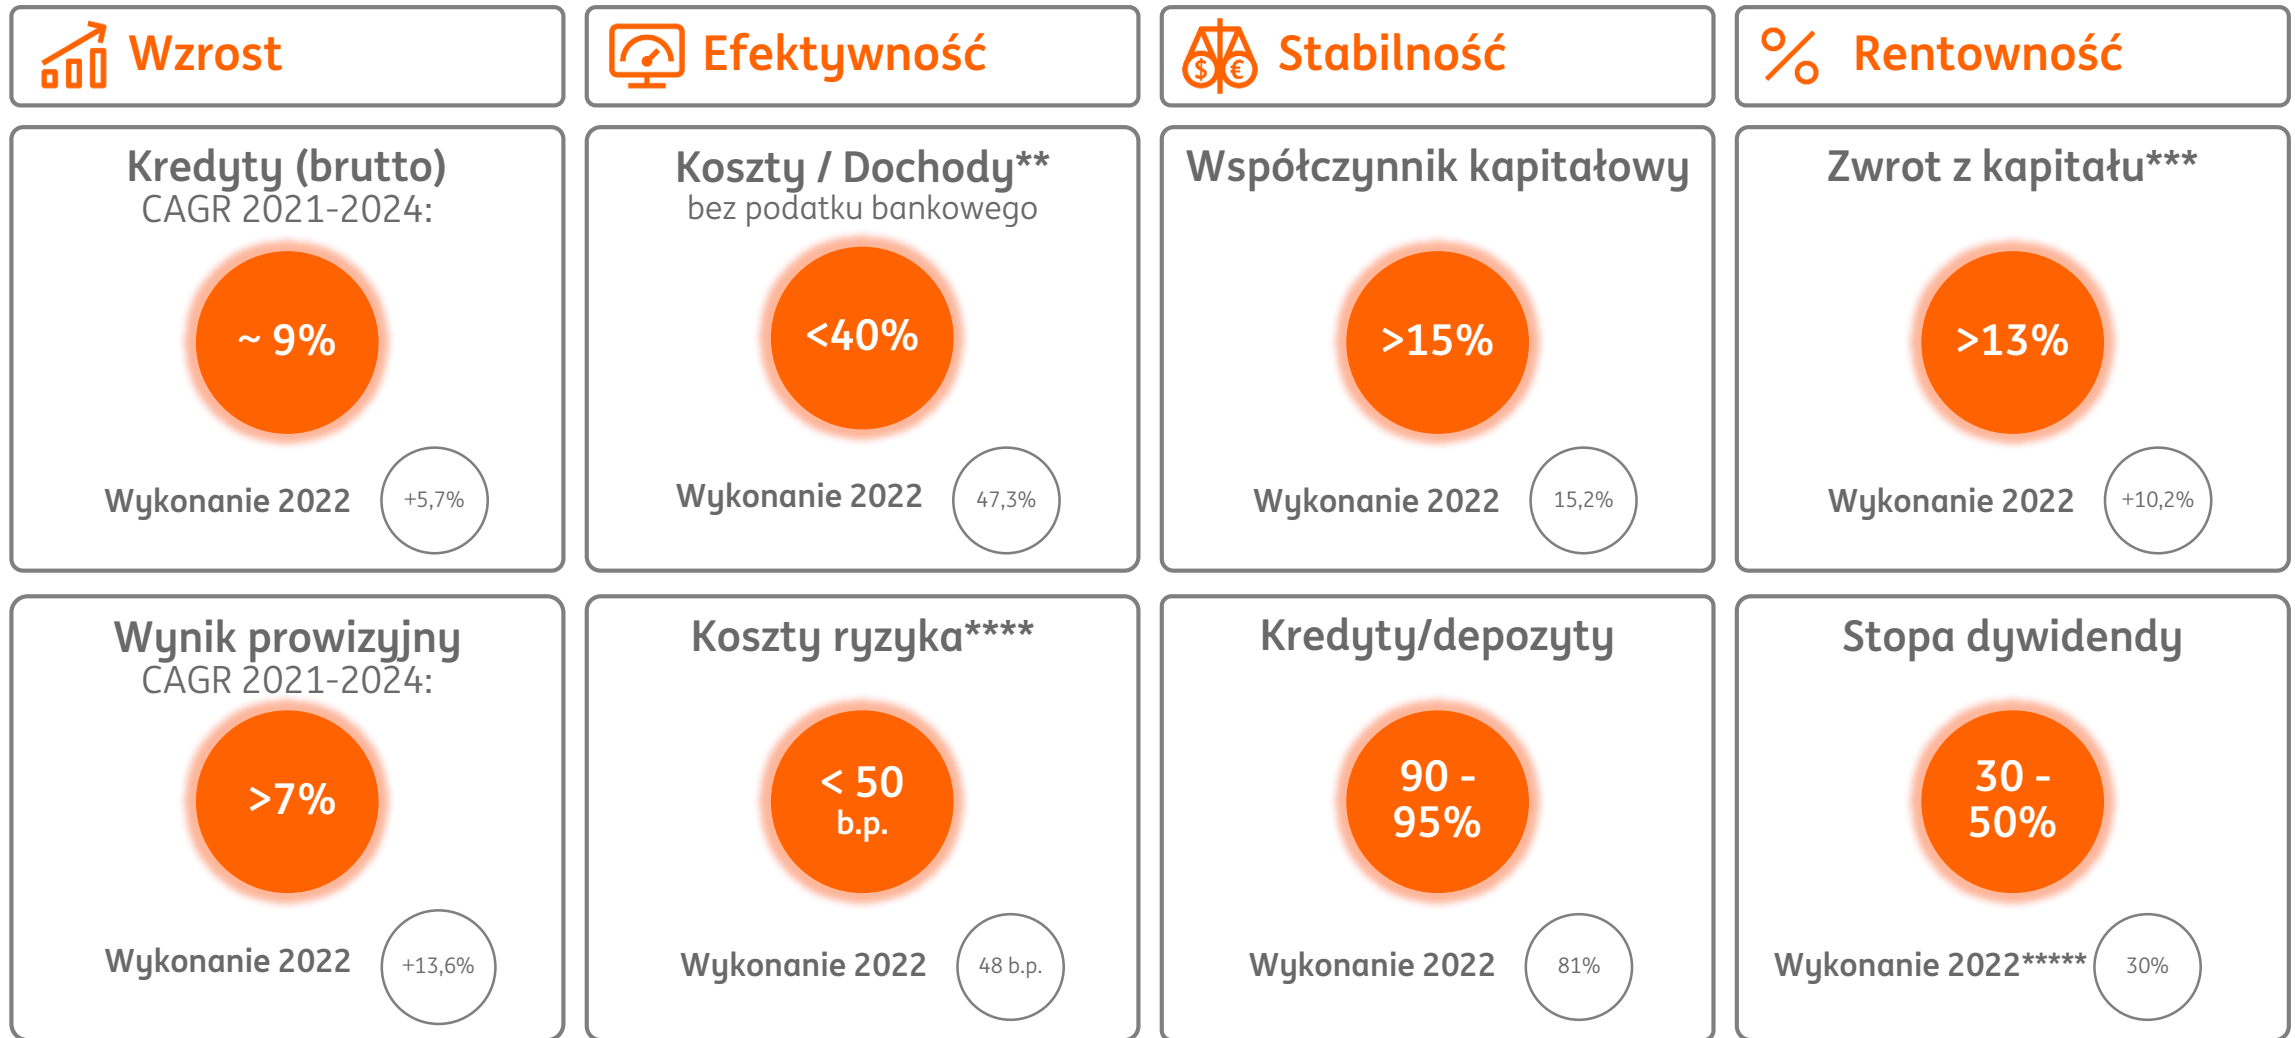 Wzrost
Efektywność
Stabilność
Rentowność
Kredyty (brutto)
CAGR 2021-2024:
~ 9%
Wykonanie 2022
+5,7%
Koszty / Dochody**
bez podatku bankowego
<40%
Wykonanie 2022
47,3%
Współczynnik kapitałowy
>15%
Wykonanie 2022
15,2%
Zwrot z kapitału***
>13%
Wykonanie 2022
+10,2%
Wynik prowizyjny
CAGR 2021-2024:
>7%
Wykonanie 2022
+13,6%
Koszty ryzyka****
< 50
b.p.
Wykonanie 2022
48 b.p.
Kredyty/depozyty
90 -
95%
Wykonanie 2022
81%
Stopa dywidendy
30 -
50%
Wykonanie 2022*****
30%